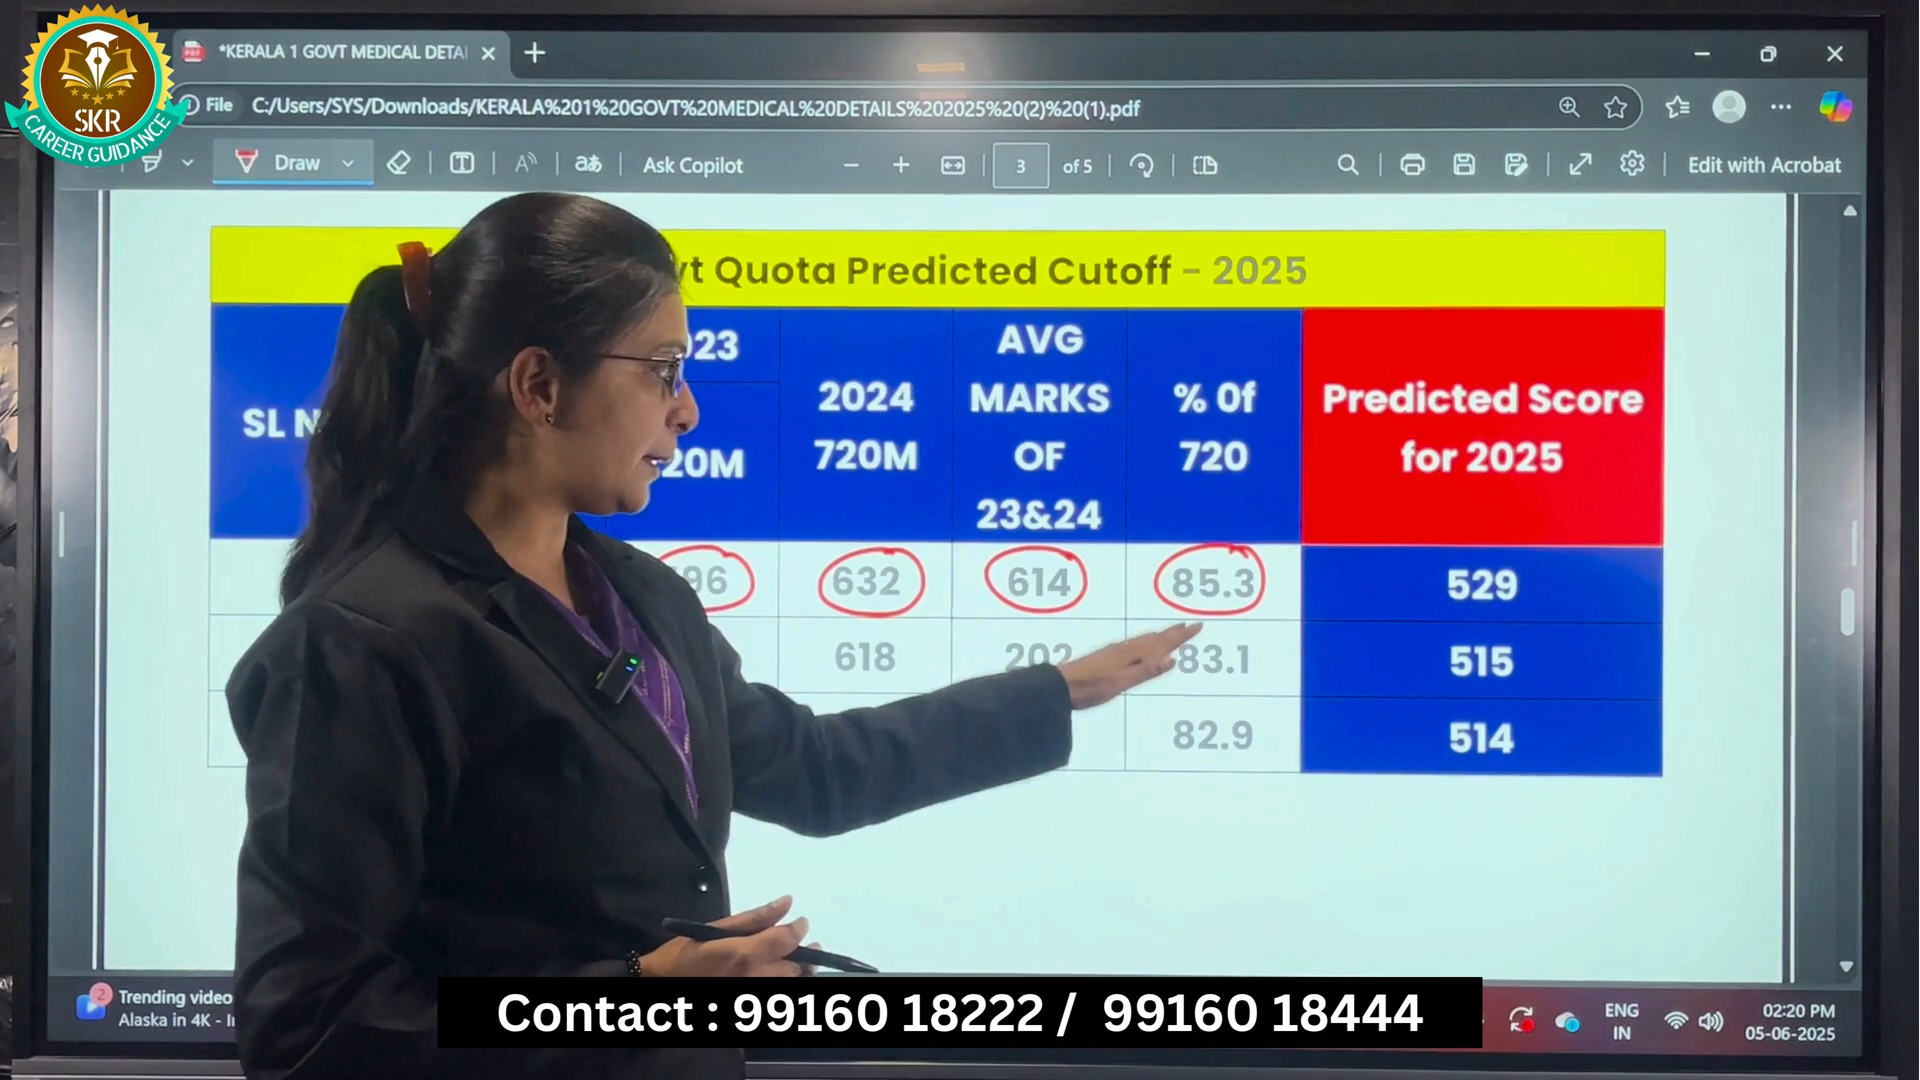 *KERALA 1 GOVT MEDICAL DETAI
SKR
CAREER GUIDANCE
File C:/Users/SYS/Downloads/KERALA%201%20GOVT%20MEDICAL%20DETAILS%202025%20(2)%20(1).pdf
Draw aあ Ask Copilot 3 of 5 Edit with Acrobat
Quota Predicted Cutoff - 2025
SL
2024
720M
AVG
MARKS
OF
23&24
% Of
720
Predicted Score
for 2025
632 614 85.3 529
618 202 83.1 515
82.9 514
2 Trending video
Alaska in 4K -
ENG
IN
02:20 PM
05-06-2025
Contact : 99160 18222 / 99160 18444